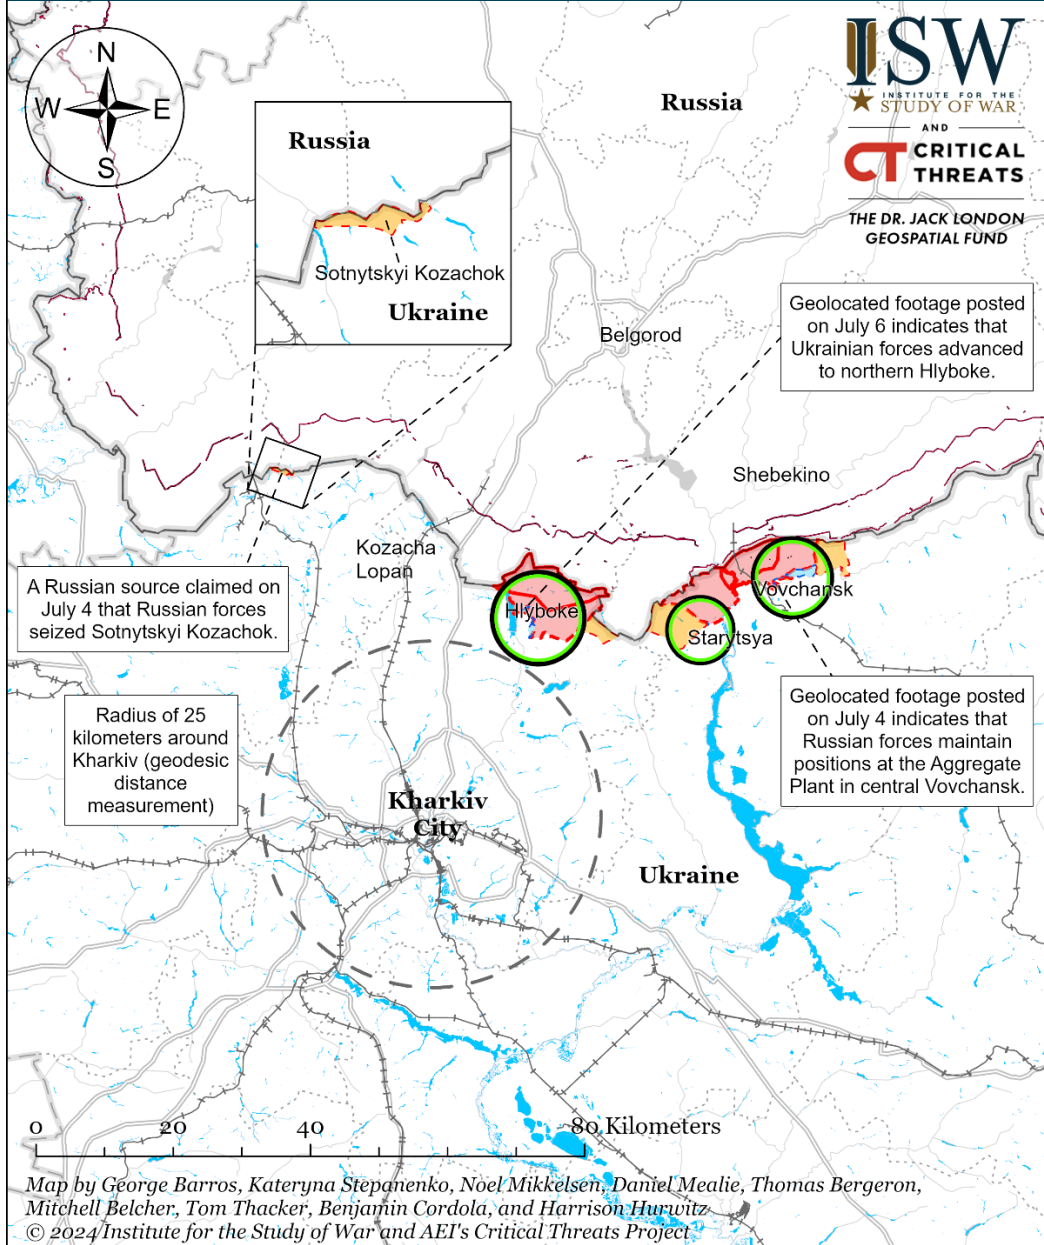 N
W
E
S
ISW
INSTITUTE FOR THE
STUDY OF WAR
AND
CT CRITICAL
THREATS
THE DR. JACK LONDON
GEOSPATIAL FUND
Russia
Russia
Sotnytskyi Kozachok
Ukraine
Belgorod
Geolocated footage posted
on July 6 indicates that
Ukrainian forces advanced
to northern Hlyboke.
Shebekino
Kozacha
Lopan
A Russian source claimed on
July 4 that Russian forces
seized Sotnytskyi Kozachok.
Hlyboke
Vovchansk
Starytsya
Radius of 25
kilometers around
Kharkiv (geodesic
distance
measurement)
Geolocated footage posted
on July 4 indicates that
Russian forces maintain
positions at the Aggregate
Plant in central Vovchansk.
Kharkiv
City
Ukraine
0 20 40 80 Kilometers
Map by George Barros, Kateryna Stepanenko, Noel Mikkelsen, Daniel Mealie, Thomas Bergeron,
Mitchell Belcher, Tom Thacker, Benjamin Cordola, and Harrison Hurwitz
© 2024 Institute for the Study of War and AEI's Critical Threats Project